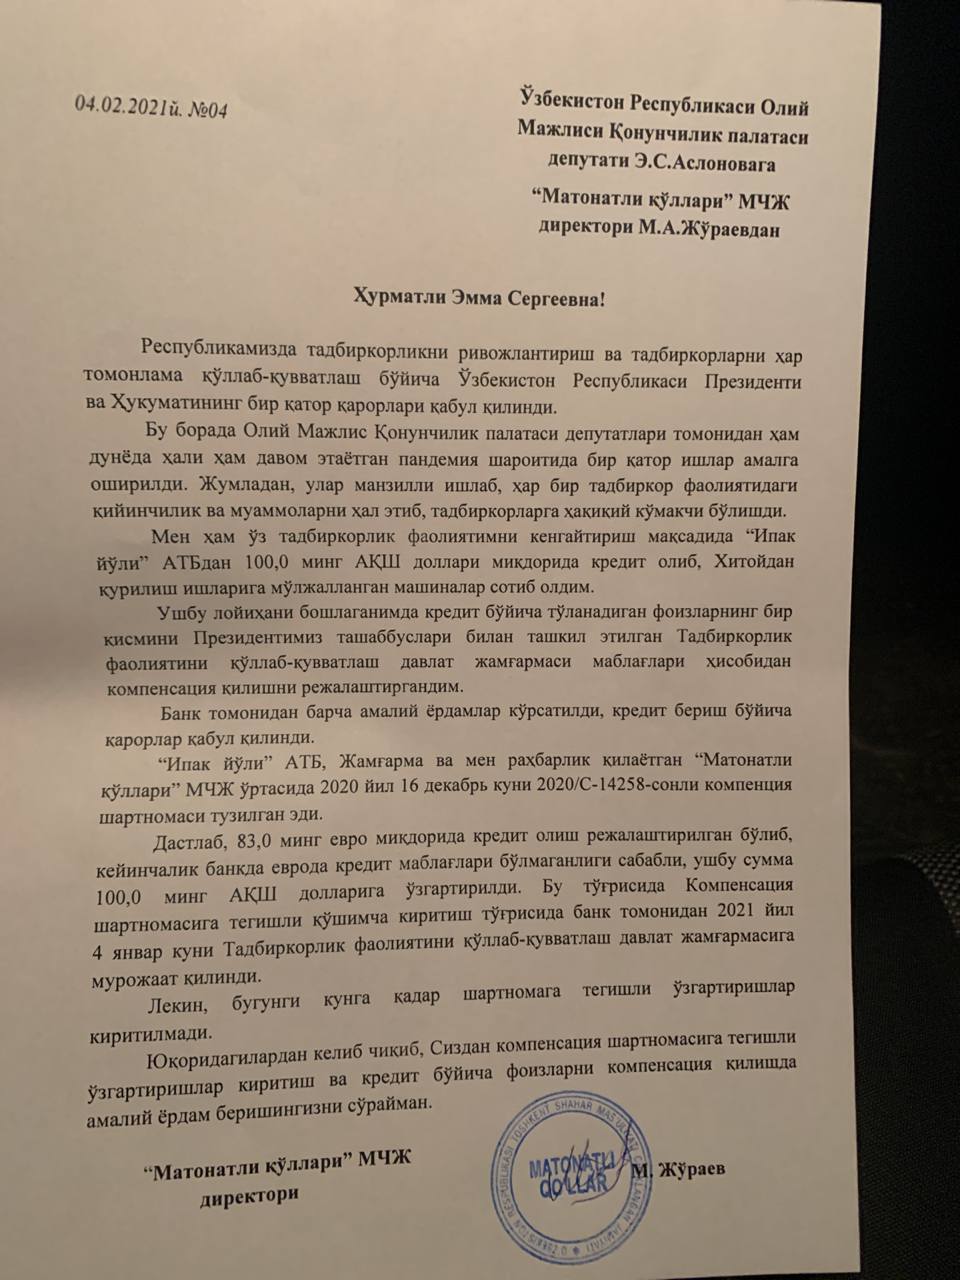 04.02.2021й. №04
Ўзбекистон Республикаси Олий
Мажлиси Қонунчилик палатаси
депутати Э.С.Аслоновага
“Матонатли қўллари” МЧЖ
директори М.А.Жўраевдан
Ҳурматли Эмма Сергеевна!
Республикамизда тадбиркорликни ривожлантириш ва тадбиркорларни ҳар
томонлама қўллаб-қувватлаш бўйича Ўзбекистон Республикаси Президенти
ва Ҳукуматининг бир қатор қарорлари қабул қилинди.
Бу борада Олий Мажлис Қонунчилик палатаси депутатлари томонидан ҳам
дунёда ҳали ҳам давом этаётган пандемия шароитида бир қатор ишлар амалга
оширилди. Жумладан, улар манзилли ишлаб, ҳар бир тадбиркор фаолиятидаги
қийинчилик ва муаммоларни ҳал этиб, тадбиркорларга ҳақиқий кўмакчи бўлишди.
Мен ҳам ўз тадбиркорлик фаолиятимни кенгайтириш мақсадида “Ипак
йўли” АТБдан 100,0 минг АҚШ доллари миқдорида кредит олиб, Хитойдан
қурилиш ишларига мўлжалланган машиналар сотиб олдим.
Ушбу лойиҳани бошлаганимда кредит бўйича тўланадиган фоизларнинг бир
қисмини Президентимиз ташаббуслари билан ташкил этилган Тадбиркорлик
фаолиятини қўллаб-қувватлаш давлат жамғармаси маблағлари ҳисобидан
компенсация қилишни режалаштиргандим.
Банк томонидан барча амалий ёрдамлар кўрсатилди, кредит бериш бўйича
қарорлар қабул қилинди.
“Ипак йўли” АТБ, Жамғарма ва мен раҳбарлик қилаётган “Матонатли
қўллари” МЧЖ ўртасида 2020 йил 16 декабрь куни 2020/С-14258-сонли компенция
шартномаси тузилган эди.
Дастлаб, 83,0 минг евро миқдорида кредит олиш режалаштирилган бўлиб,
кейинчалик банкда еврода кредит маблағлари бўлмаганлиги сабабли, ушбу сумма
100,0 минг АҚШ долларига ўзгартирилди. Бу тўғрисида Компенсация
шартномасига тегишли қўшимча киритиш тўғрисида банк томонидан 2021 йил
4 январ куни Тадбиркорлик фаолиятини қўллаб-қувватлаш давлат жамғармасига
мурожаат қилинди.
Лекин, бугунги кунга қадар шартномага тегишли ўзгартиришлар
киритилмади.
Юқоридагилардан келиб чиқиб, Сиздан компенсация шартномасига тегишли
ўзгартиришлар киритиш ва кредит бўйича фоизларни компенсация қилишда
амалий ёрдам беришингизни сўрайман.
“Матонатли қўллари” МЧЖ
директори
М. Жўраев
O'ZBEKISTON RESPUBLIKASI TOSHKENT SHAHAR MAS'ULIYATI CHEKLANGAN JAMIYATI
MATONATLI
QO'LLAR